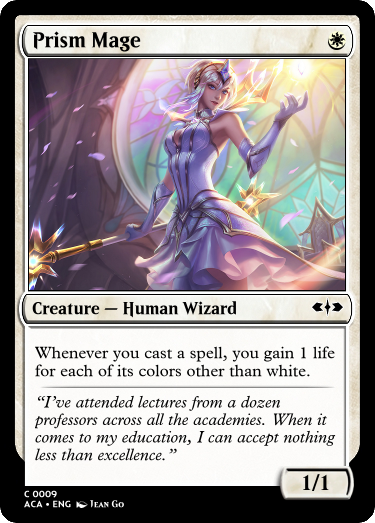 Prism Mage
Creature — Human Wizard
Whenever you cast a spell, you gain 1 life
for each of its colors other than white.
“I’ve attended lectures from a dozen
professors across all the academies. When it
comes to my education, I can accept nothing
less than excellence.”
1/1
C 0009
ACA • ENG Jean Go